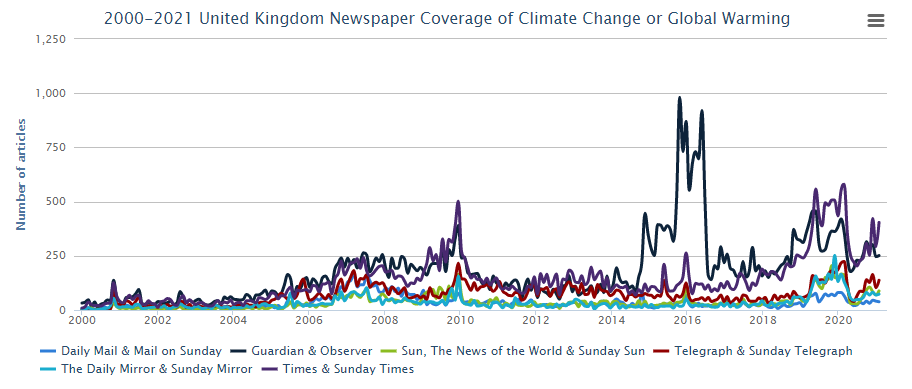 2000-2021 United Kingdom Newspaper Coverage of Climate Change or Global Warming
1,250
1,000
750
500
250
0
Number of articles
2000 2002 2004 2006 2008 2010 2012 2014 2016 2018 2020
Daily Mail & Mail on Sunday Guardian & Observer Sun, The News of the World & Sunday Sun Telegraph & Sunday Telegraph
The Daily Mirror & Sunday Mirror Times & Sunday Times